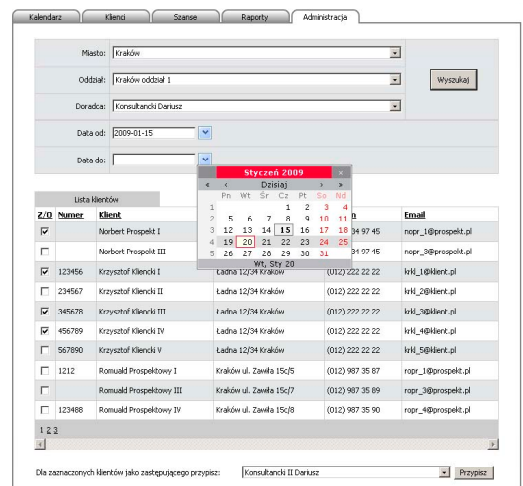 Kalendarz Klienci Szanse Raporty Administracja
Miasto: Kraków
Oddział: Kraków oddział 1 Wyszukaj
Doradca: Konsultancki Dariusz
Data od: 2009-01-15
Data do:
Styczeń 2009 ×
« ‹ Dzisiaj › »
Pn Wt Śr Cz Pt So Nd
1 1 2 3 4
2 5 6 7 8 9 10 11
3 12 13 14 15 16 17 18
4 19 20 21 22 23 24 25
5 26 27 28 29 30 31
Wt, Sty 20
Lista klientów
Z/O Numer Klient n Email
Norbert Prospekt I 34 97 45 nopr_1@prospekt.pl
Norbert Prospekt III 34 97 45 nopr_3@prospekt.pl
123456 Krzysztof Kliencki I Ładna 12/34 Kraków (012) 222 22 22 krkl_1@klient.pl
234567 Krzysztof Kliencki II Ładna 12/34 Kraków (012) 222 22 22 krkl_2@klient.pl
345678 Krzysztof Kliencki III Ładna 12/34 Kraków (012) 222 22 22 krkl_3@klient.pl
456789 Krzysztof Kliencki IV Ładna 12/34 Kraków (012) 222 22 22 krkl_4@klient.pl
567890 Krzysztof Kliencki V Ładna 12/34 Kraków (012) 222 22 22 krkl_5@klient.pl
1212 Romuald Prospektowy I Kraków ul. Zawiła 15c/5 (012) 987 35 87 ropr_1@prospekt.pl
Romuald Prospektowy III Kraków ul. Zawiła 15c/7 (012) 987 35 89 ropr_3@prospekt.pl
123488 Romuald Prospektowy IV Kraków ul. Zawiła 15c/8 (012) 987 35 90 ropr_4@prospekt.pl
1 2 3
Dla zaznaczonych klientów jako zastępującego przypisz: Konsultancki II Dariusz Przypisz